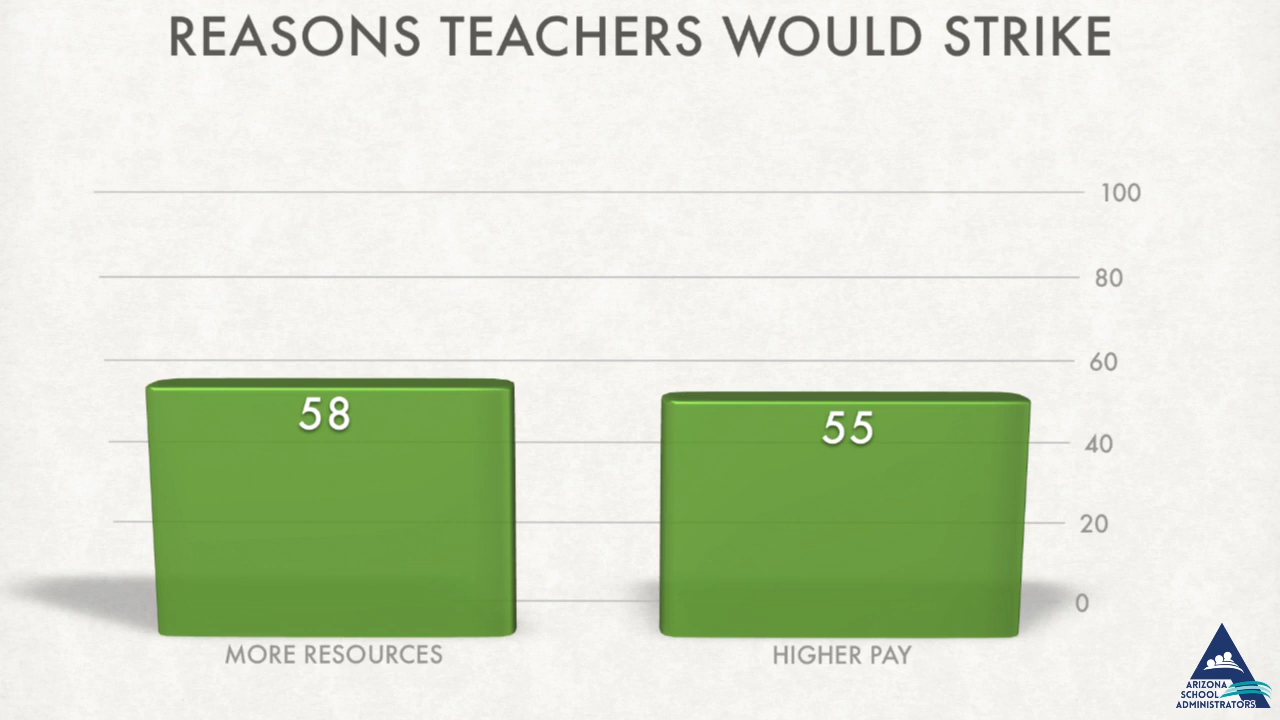 REASONS TEACHERS WOULD STRIKE
100
80
60
58
55
40
20
0
MORE RESOURCES
HIGHER PAY
ARIZONA
SCHOOL
ADMINISTRATORS